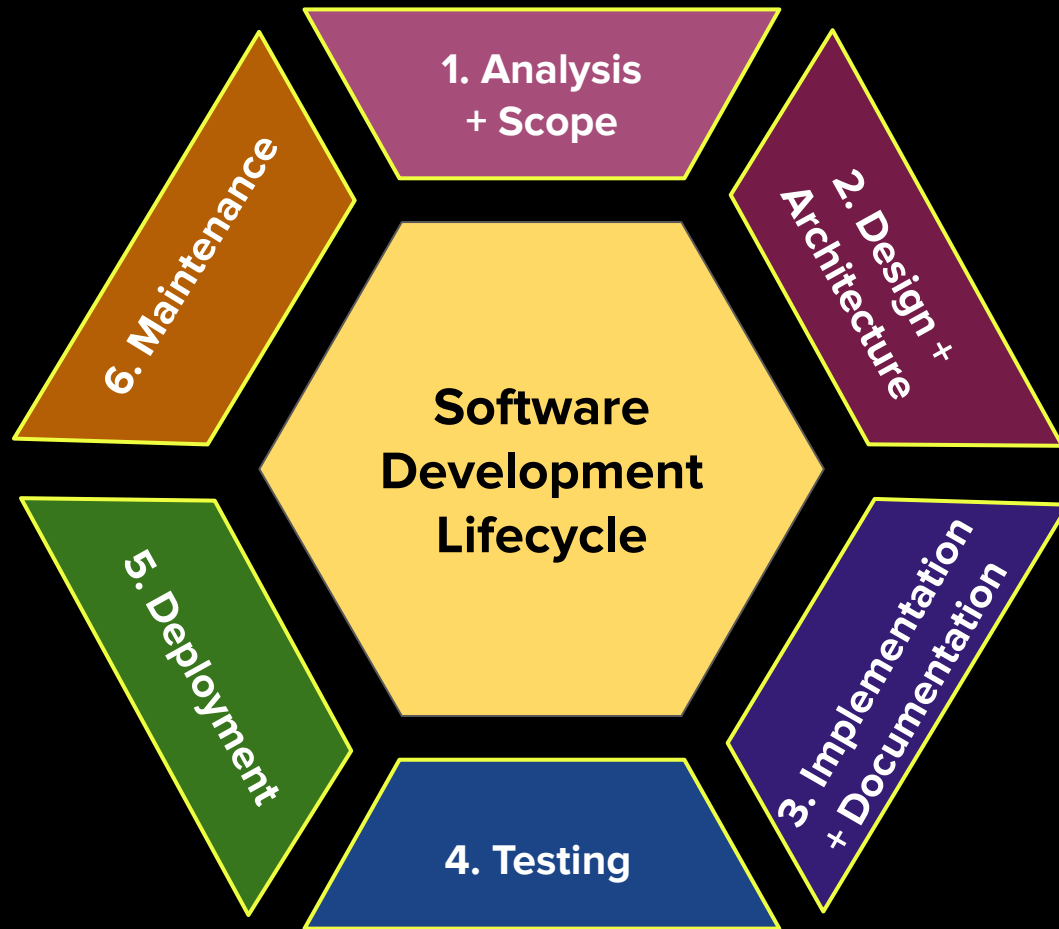 1. Analysis
+ Scope
2. Design +
Architecture
3. Implementation
+ Documentation
4. Testing
5. Deployment
6. Maintenance
Software
Development
Lifecycle